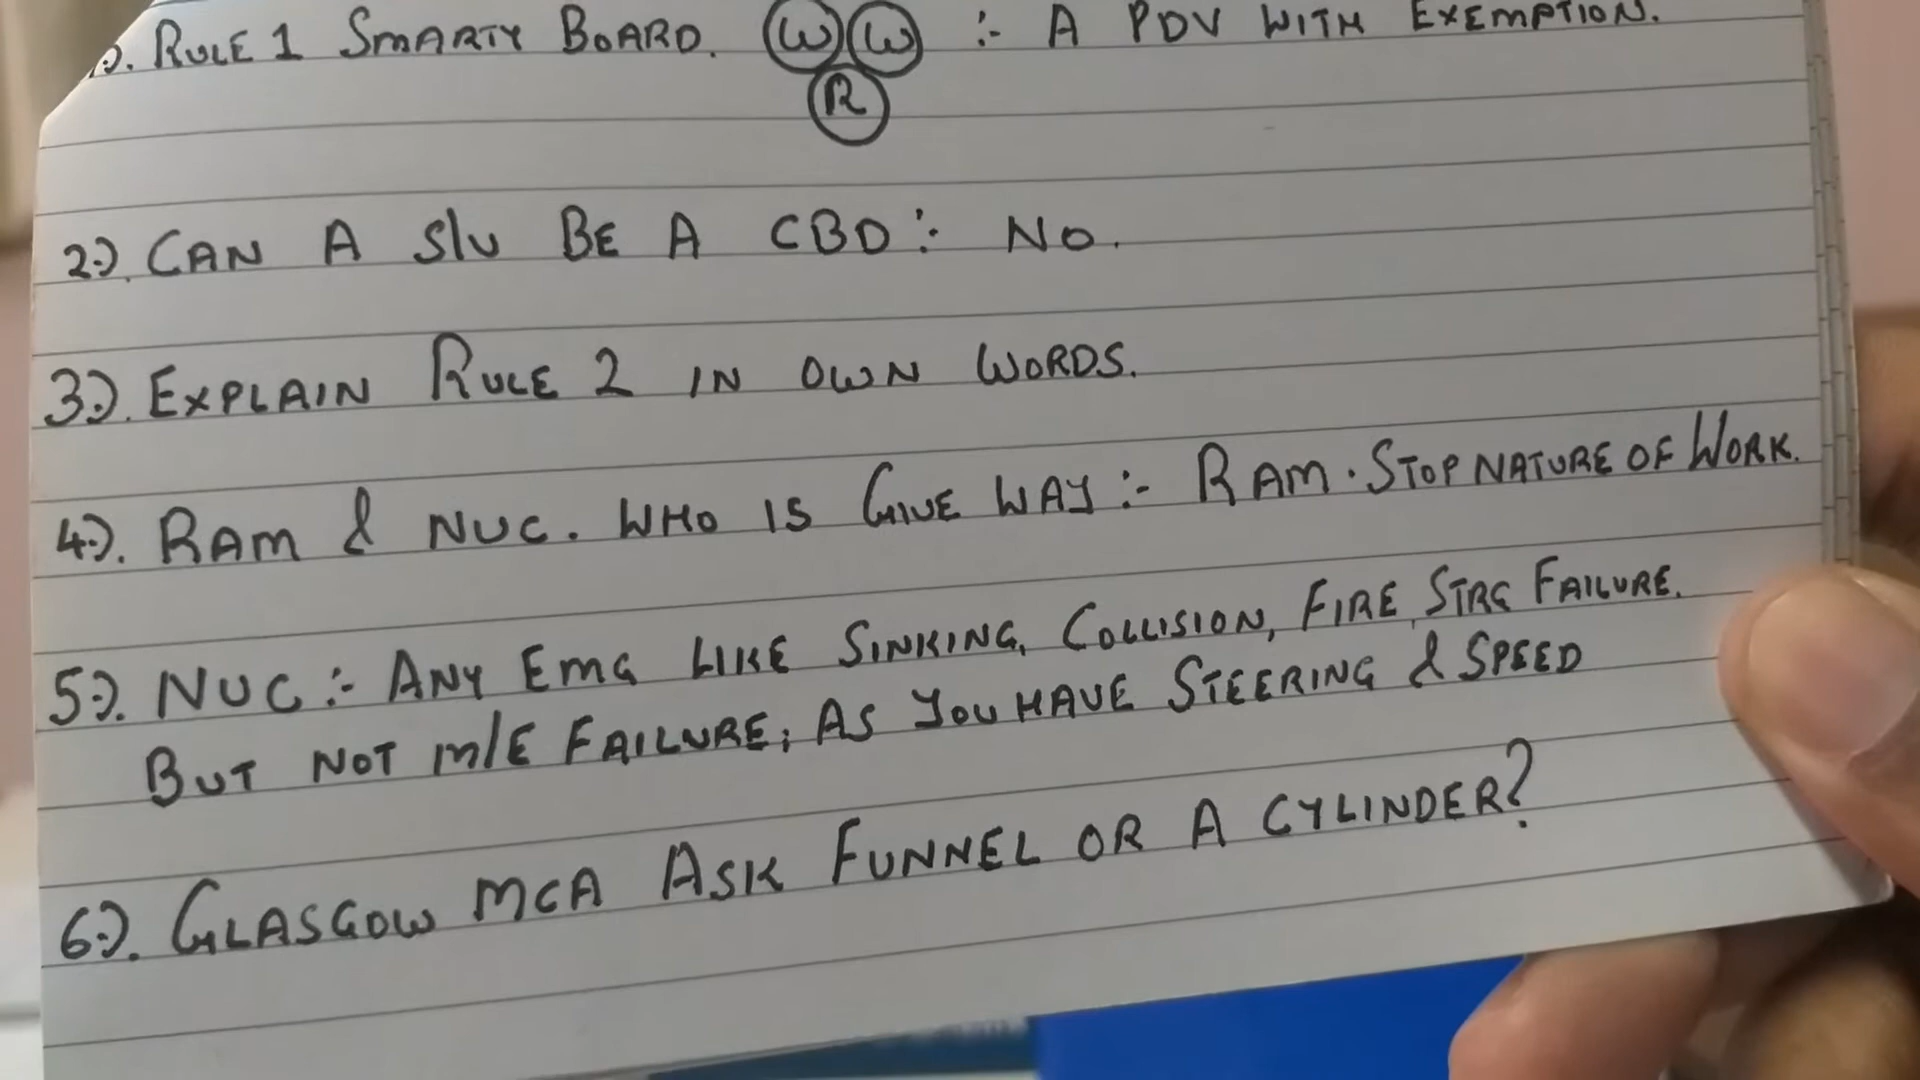 . RULE 1 SMARTY BOARD. W W :- A PDV WITH EXEMPTION.
R
2.). CAN A S/V BE A CBD :- NO.
3.). EXPLAIN RULE 2 IN OWN WORDS.
4.). RAM & NUC. WHO IS GIVE WAY :- RAM. STOP NATURE OF WORK.
5.). NUC :- ANY EMG LIKE SINKING, COLLISION, FIRE, STRG FAILURE.
BUT NOT M/E FAILURE, AS YOU HAVE STEERING & SPEED
6.). GLASGOW MCA ASK FUNNEL OR A CYLINDER?